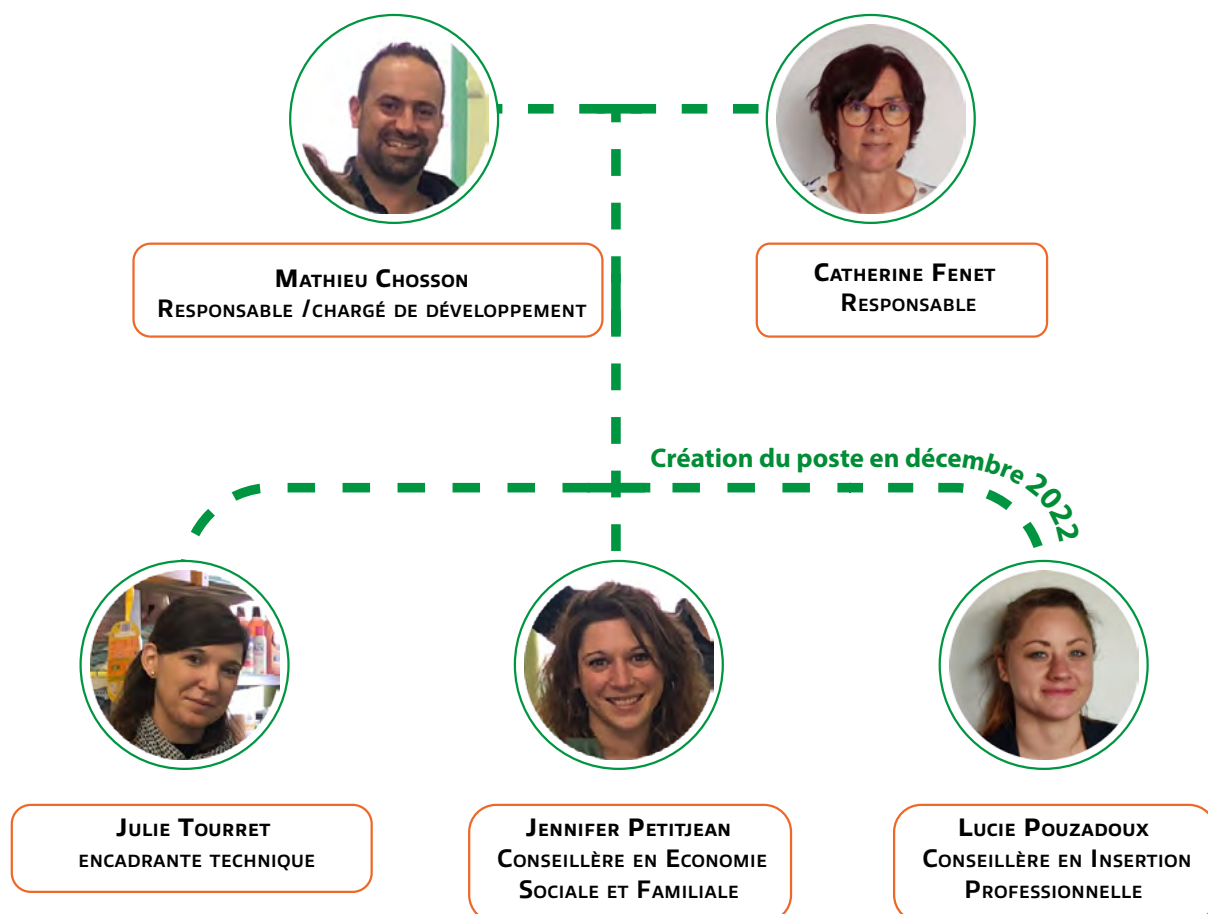 Mathieu Chosson
Responsable /chargé de développement
Catherine Fenet
Responsable
Création du poste en décembre 2022
Julie Tourret
encadrante technique
Jennifer Petitjean
Conseillère en Economie
Sociale et Familiale
Lucie Pouzadoux
Conseillère en Insertion
Professionnelle